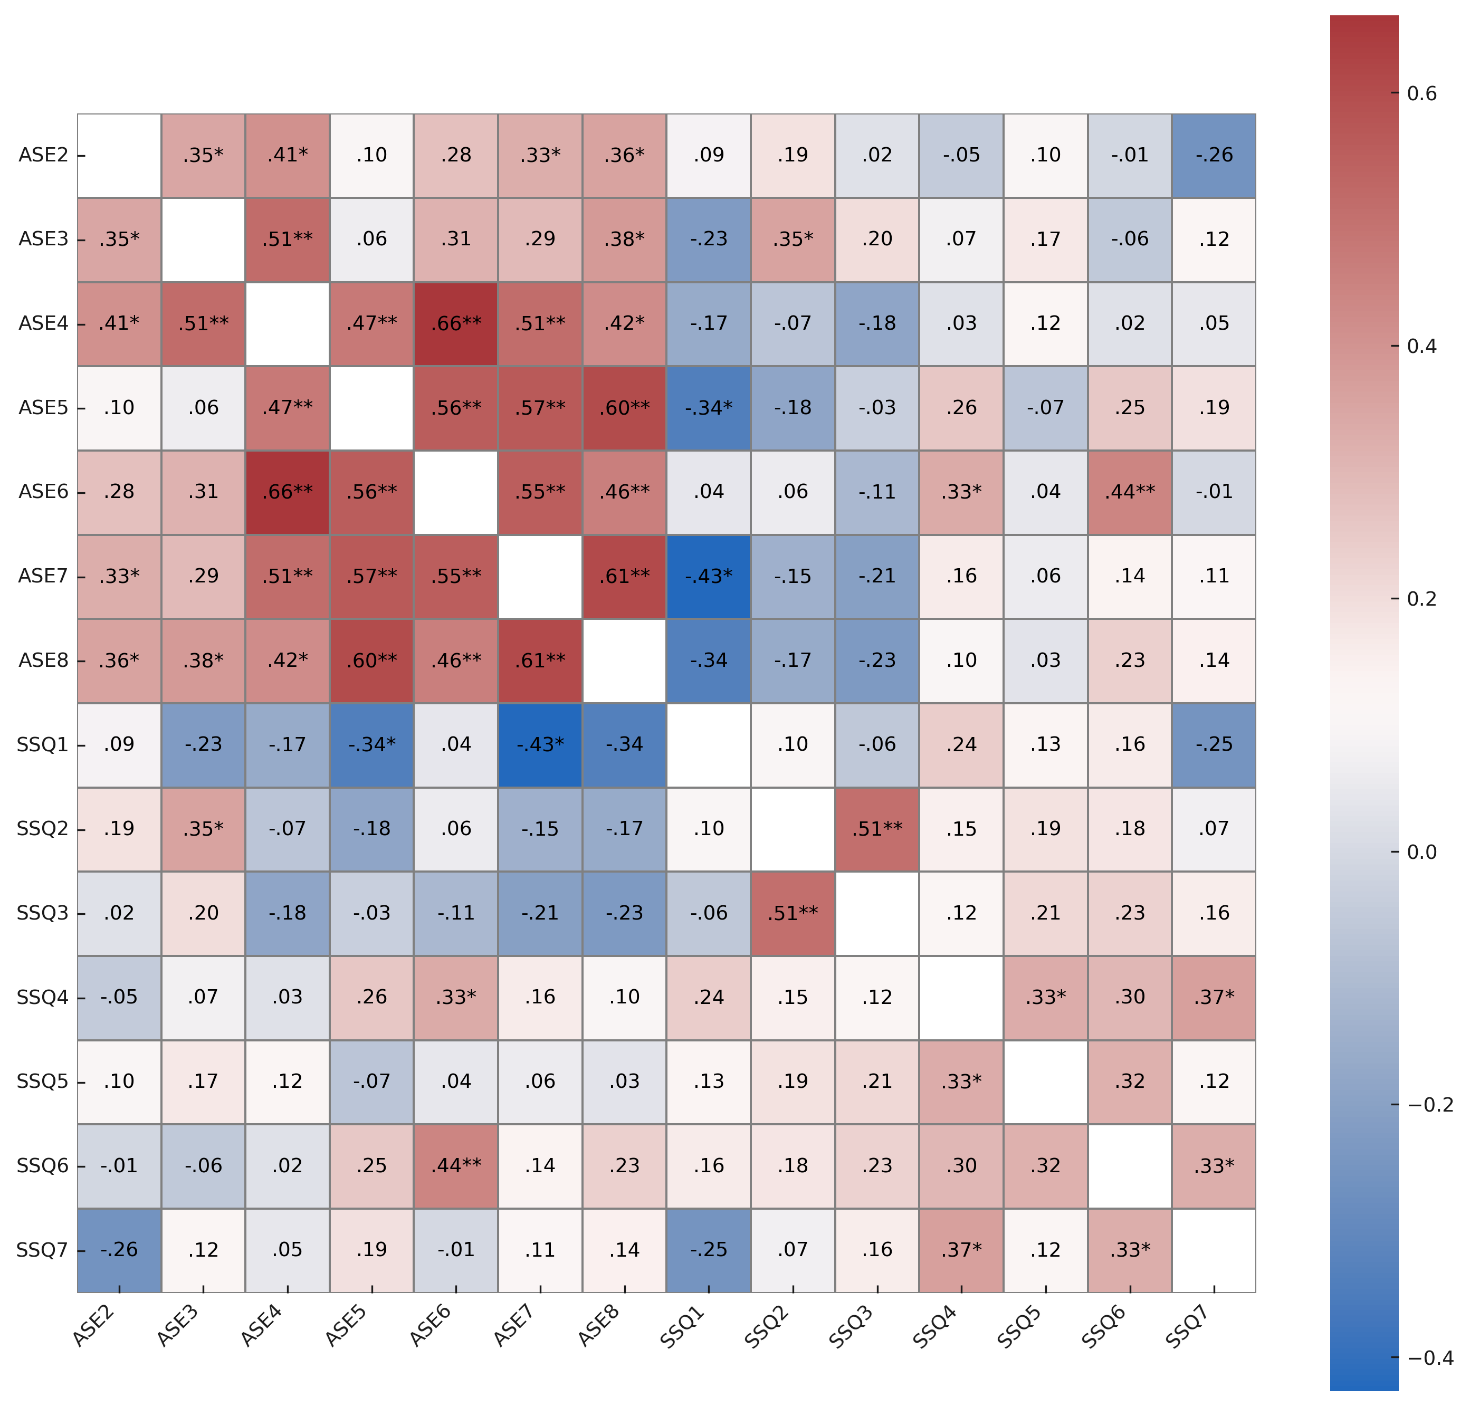 0.6
ASE2 .35* .41* .10 .28 .33* .36* .09 .19 .02 -.05 .10 -.01 -.26
ASE3 .35* .51** .06 .31 .29 .38* -.23 .35* .20 .07 .17 -.06 .12
ASE4 .41* .51** .47** .66** .51** .42* -.17 -.07 -.18 .03 .12 .02 .05
0.4
ASE5 .10 .06 .47** .56** .57** .60** -.34* -.18 -.03 .26 -.07 .25 .19
ASE6 .28 .31 .66** .56** .55** .46** .04 .06 -.11 .33* .04 .44** -.01
ASE7 .33* .29 .51** .57** .55** .61** -.43* -.15 -.21 .16 .06 .14 .11
0.2
ASE8 .36* .38* .42* .60** .46** .61** -.34 -.17 -.23 .10 .03 .23 .14
SSQ1 .09 -.23 -.17 -.34* .04 -.43* -.34 .10 -.06 .24 .13 .16 -.25
SSQ2 .19 .35* -.07 -.18 .06 -.15 -.17 .10 .51** .15 .19 .18 .07
0.0
SSQ3 .02 .20 -.18 -.03 -.11 -.21 -.23 -.06 .51** .12 .21 .23 .16
SSQ4 -.05 .07 .03 .26 .33* .16 .10 .24 .15 .12 .33* .30 .37*
SSQ5 .10 .17 .12 -.07 .04 .06 .03 .13 .19 .21 .33* .32 .12
−0.2
SSQ6 -.01 -.06 .02 .25 .44** .14 .23 .16 .18 .23 .30 .32 .33*
SSQ7 -.26 .12 .05 .19 -.01 .11 .14 -.25 .07 .16 .37* .12 .33*
ASE2 ASE3 ASE4 ASE5 ASE6 ASE7 ASE8 SSQ1 SSQ2 SSQ3 SSQ4 SSQ5 SSQ6 SSQ7
−0.4